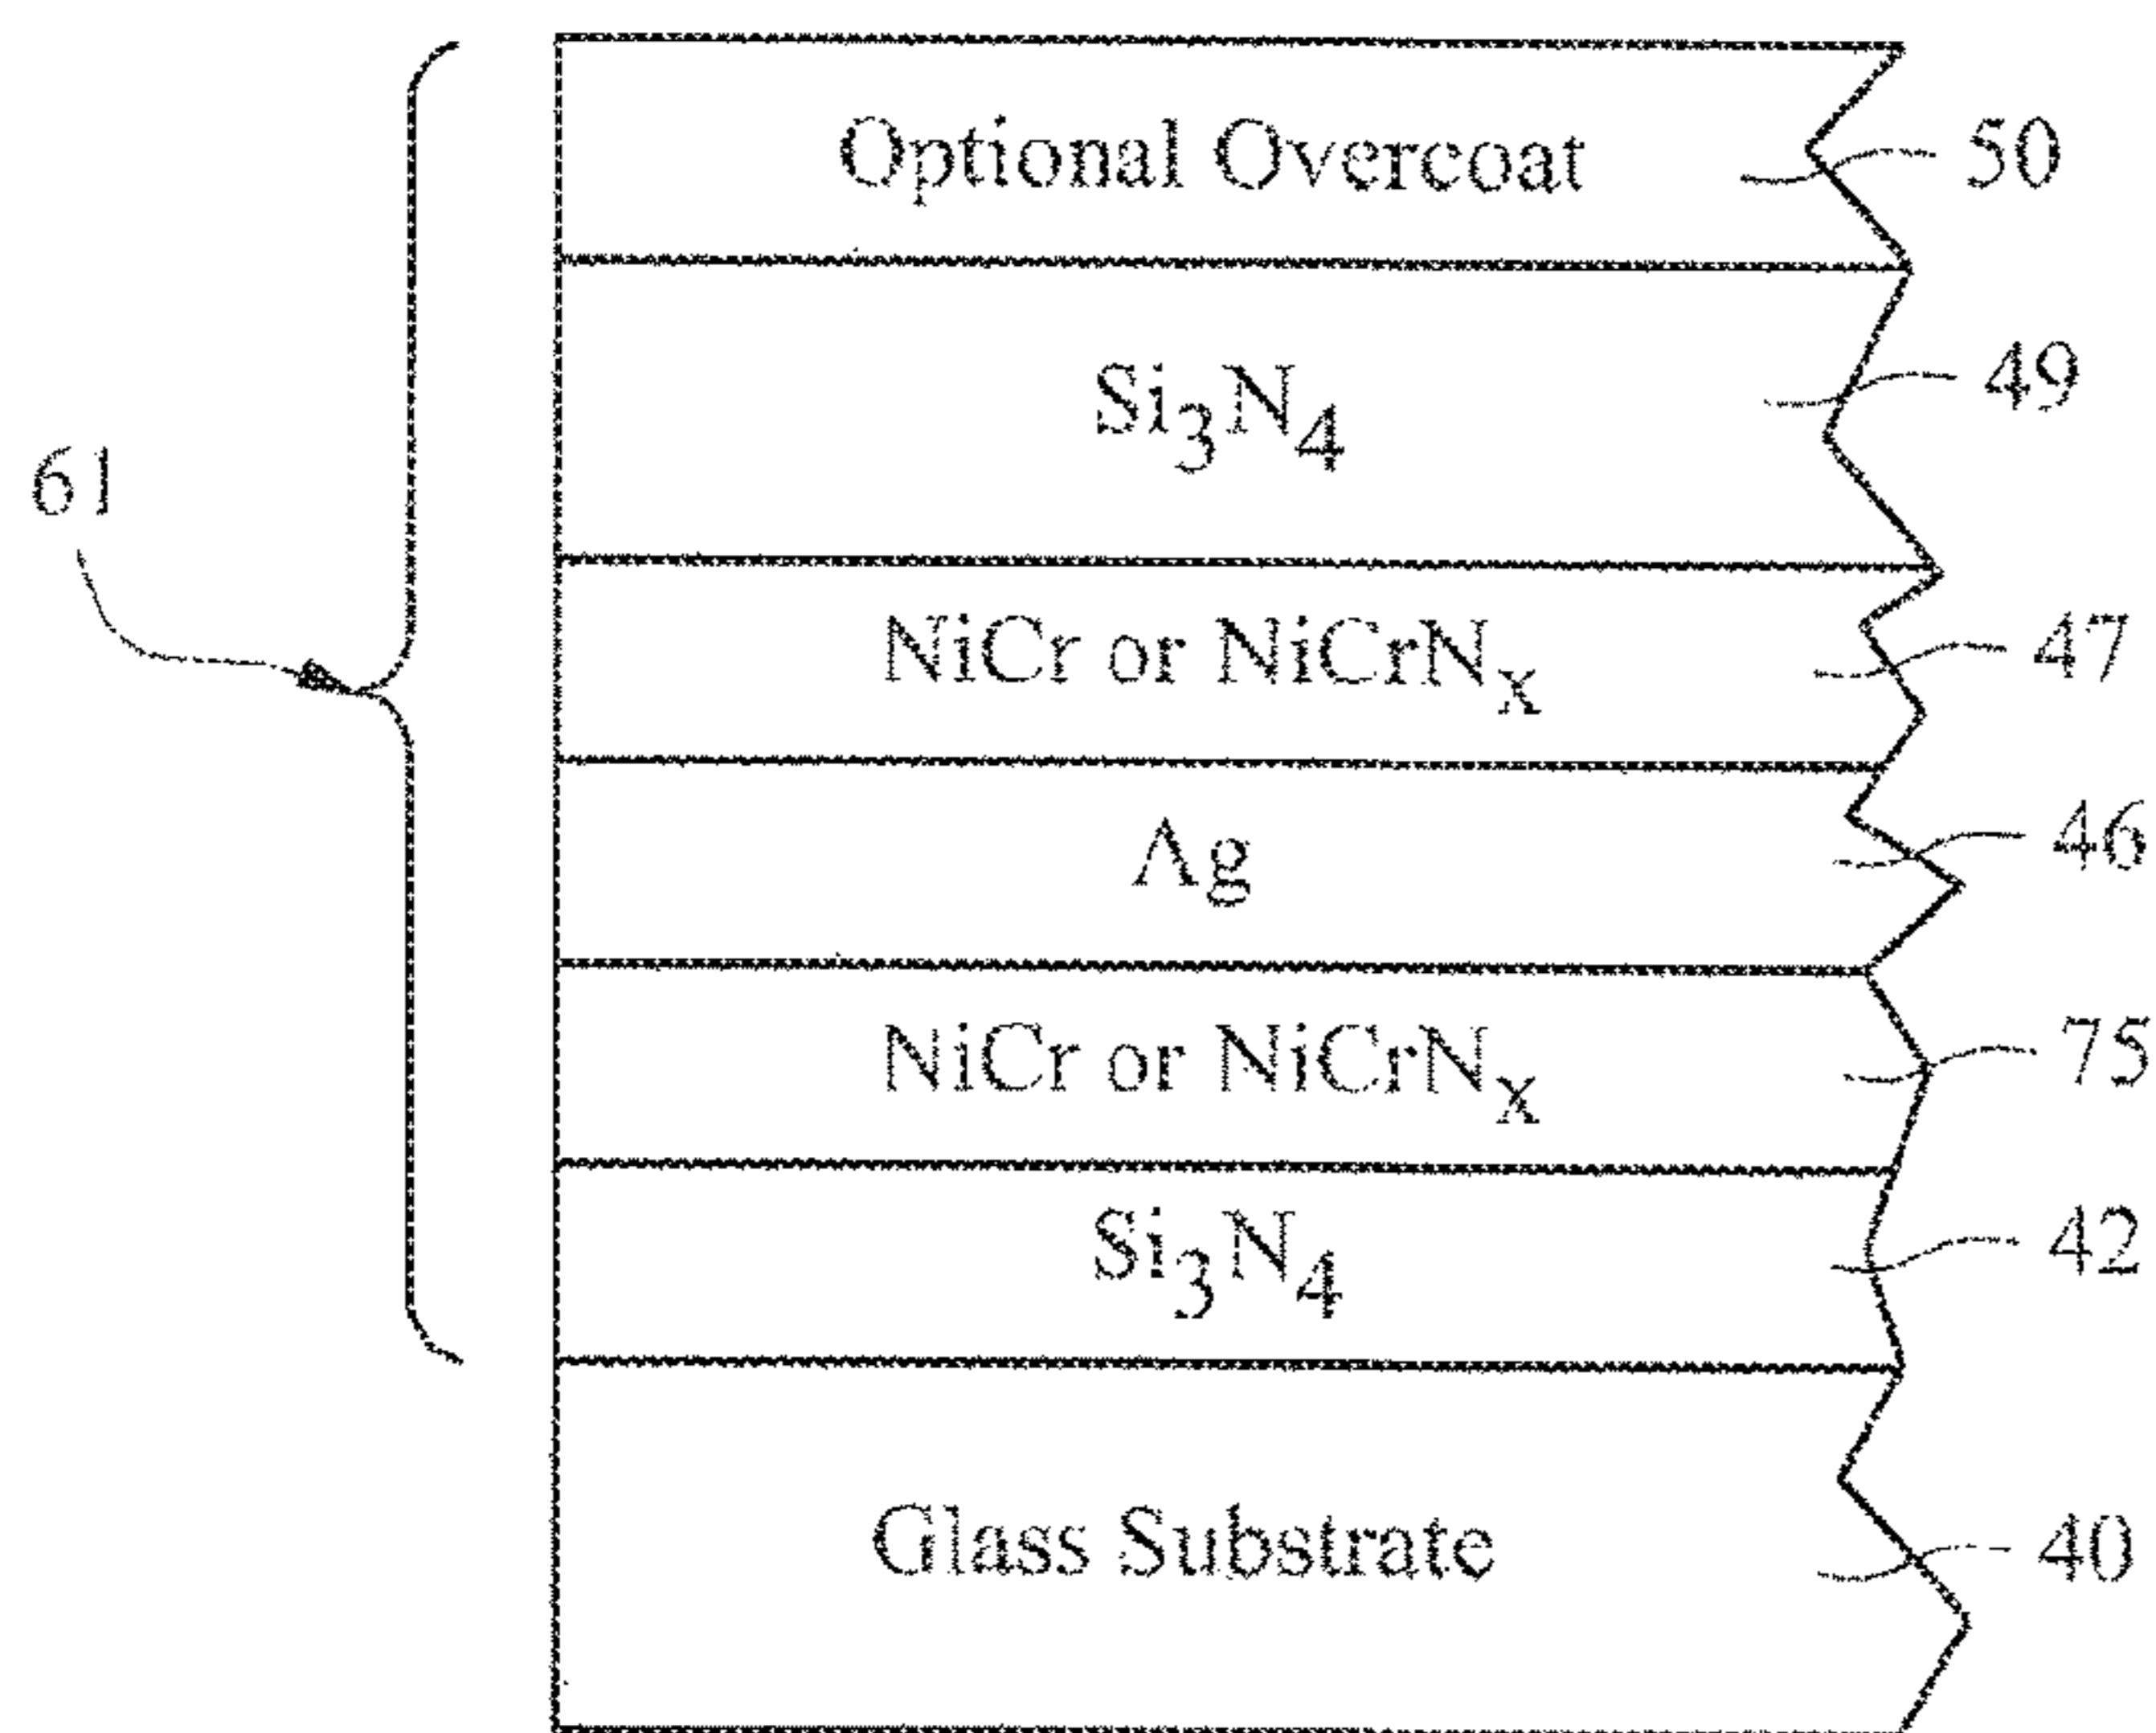 Optional Overcoat 50
Si₃N₄ 49
61
NiCr or NiCrNₓ 47
Ag 46
NiCr or NiCrNₓ 75
Si₃N₄ 42
Glass Substrate 40